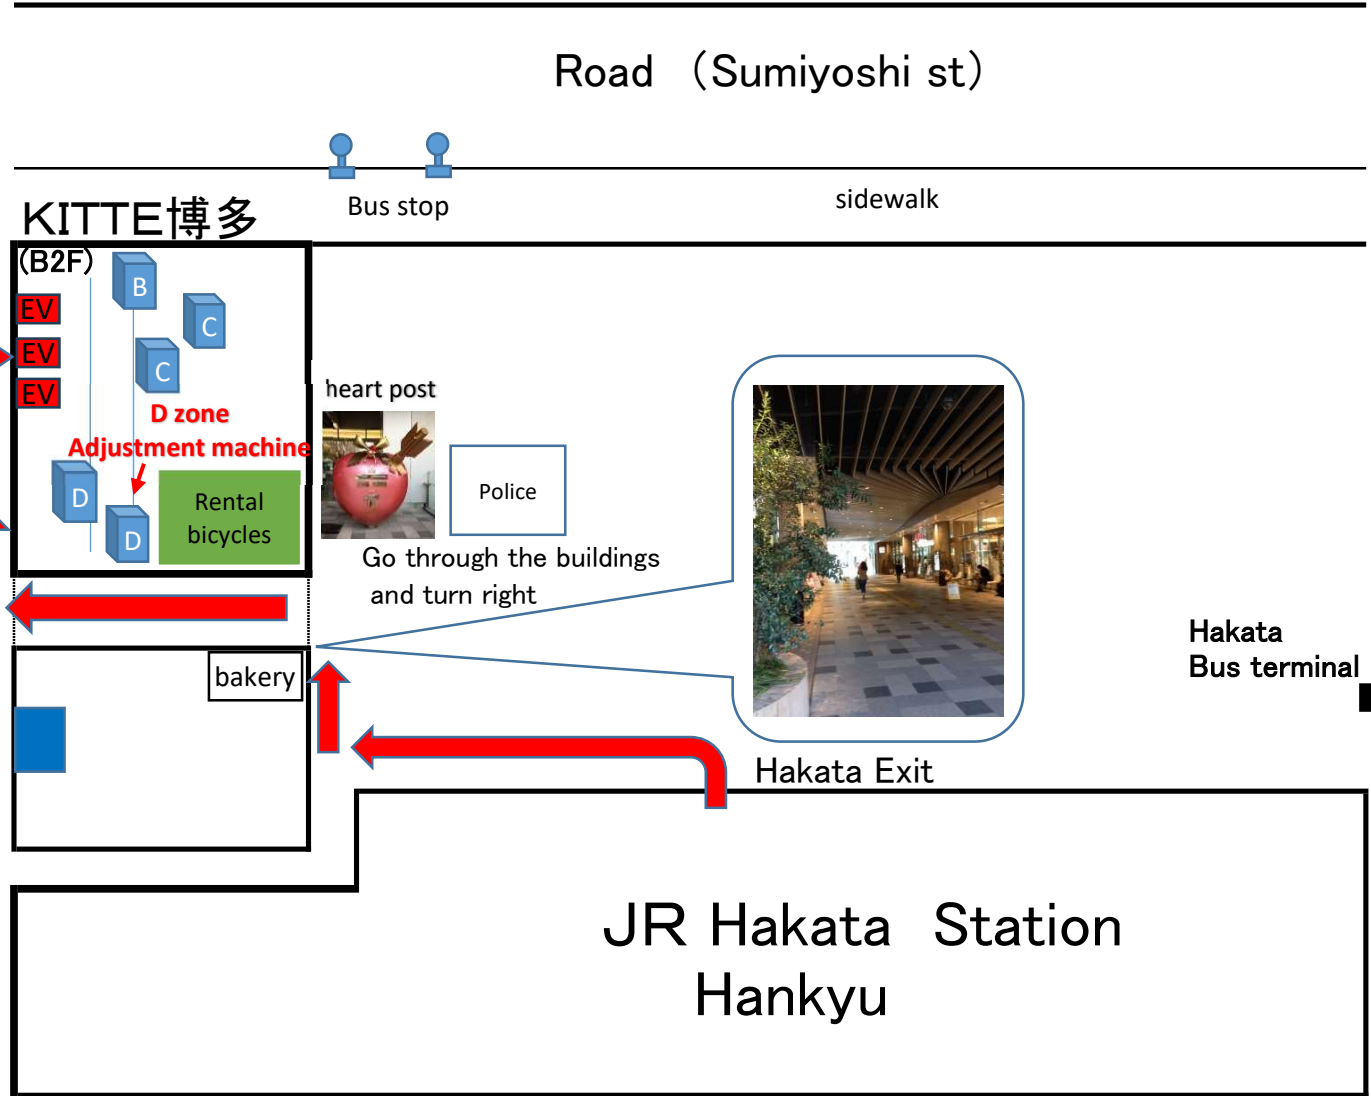 Road （Sumiyoshi st）
Bus stop
sidewalk
KITTE博多
(B2F)
B
EV
C
EV
C
EV
heart post
D zone
Adjustment machine
D
Rental
bicycles
D
Police
Go through the buildings
and turn right
Hakata
Bus terminal
bakery
Hakata Exit
JR Hakata Station
Hankyu